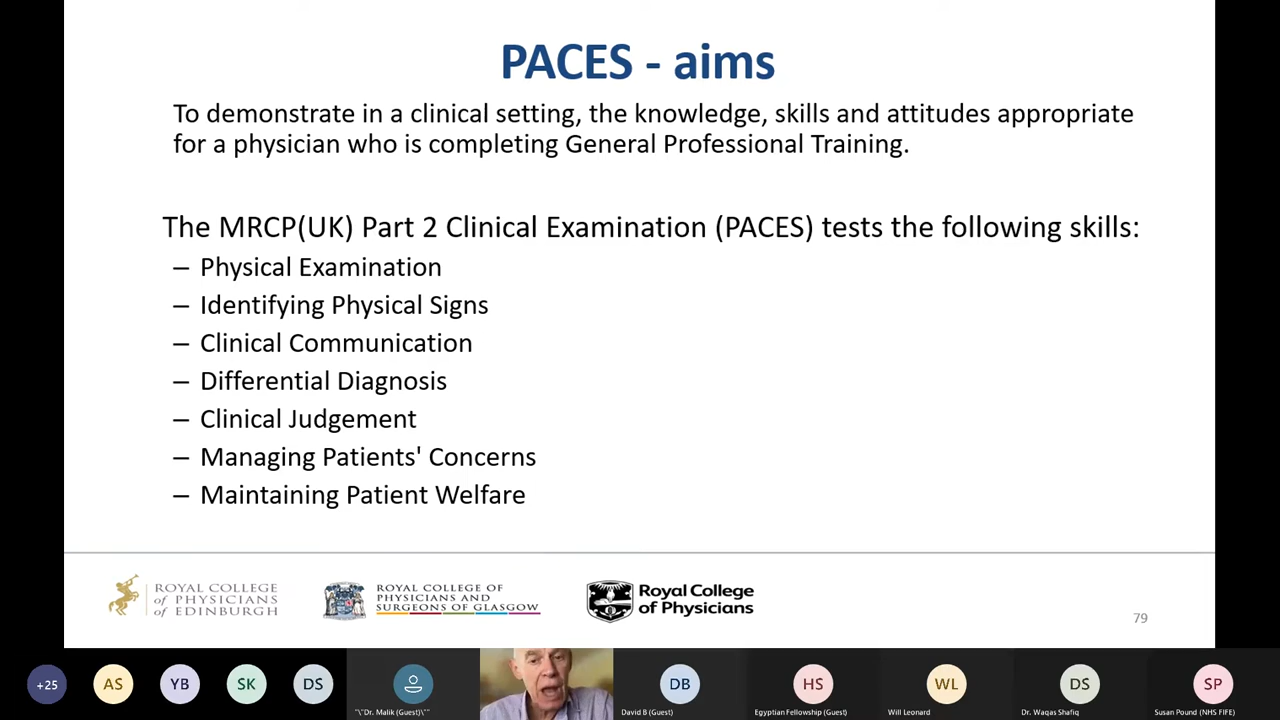 PACES - aims
To demonstrate in a clinical setting, the knowledge, skills and attitudes appropriate
for a physician who is completing General Professional Training.
The MRCP(UK) Part 2 Clinical Examination (PACES) tests the following skills:
– Physical Examination
– Identifying Physical Signs
– Clinical Communication
– Differential Diagnosis
– Clinical Judgement
– Managing Patients' Concerns
– Maintaining Patient Welfare
ROYAL COLLEGE
of PHYSICIANS
of EDINBURGH
ROYAL COLLEGE OF
PHYSICIANS AND
SURGEONS OF GLASGOW
Royal College
of Physicians
79
+25
AS
YB
SK
DS
"\"Dr. Malik (Guest)\""
DB
David B (Guest)
HS
Egyptian Fellowship (Guest)
WL
Will Leonard
DS
Dr. Waqas Shafiq
SP
Susan Pound (NHS FIFE)